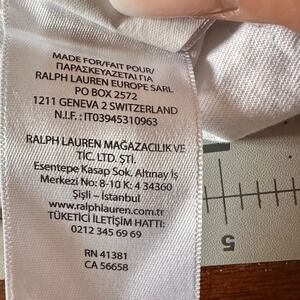 MADE FOR/FAIT POUR/
ΠΑΡΑΣΚΕΥΑΖΕΤΑΙ ΓΙΑ
RALPH LAUREN EUROPE SARL
PO BOX 2572
1211 GENEVA 2 SWITZERLAND
N.I.F. : IT03945310963
RALPH LAUREN MAĞAZACILIK VE
TİC. LTD. ŞTİ.
Esentepe Kasap Sok. Altınay İş
Merkezi No: 8-10 K: 4 34360
Şişli - İstanbul
www.ralphlauren.com.tr
TÜKETİCİ İLETİŞİM HATTI:
0212 345 69 69
RN 41381
CA 56658
5